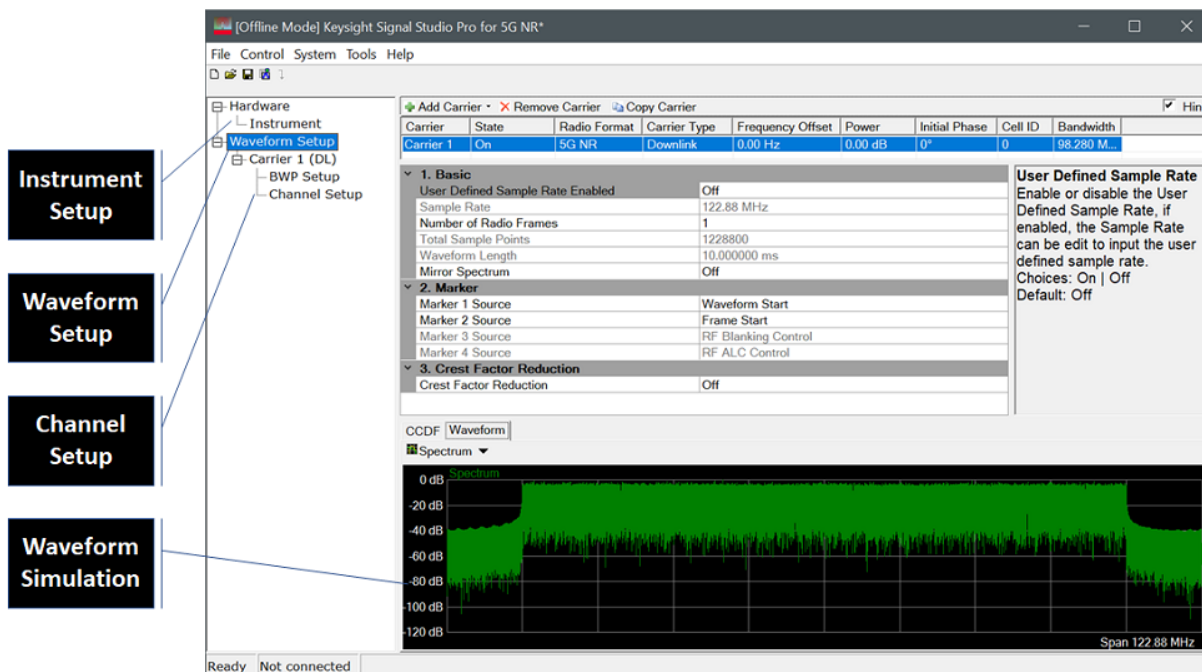 [Offline Mode] Keysight Signal Studio Pro for 5G NR*
File Control System Tools Help
Hardware
Instrument
Waveform Setup
Carrier 1 (DL)
BWP Setup
Channel Setup
Instrument
Setup
Waveform
Setup
Channel
Setup
Waveform
Simulation
Add Carrier Remove Carrier Copy Carrier
Carrier State Radio Format Carrier Type Frequency Offset Power Initial Phase Cell ID Bandwidth
Carrier 1 On 5G NR Downlink 0.00 Hz 0.00 dB 0° 0 98.280 M...
1. Basic
User Defined Sample Rate Enabled Off
Sample Rate 122.88 MHz
Number of Radio Frames 1
Total Sample Points 1228800
Waveform Length 10.000000 ms
Mirror Spectrum Off
2. Marker
Marker 1 Source Waveform Start
Marker 2 Source Frame Start
Marker 3 Source RF Blanking Control
Marker 4 Source RF ALC Control
3. Crest Factor Reduction
Crest Factor Reduction Off
Hin
User Defined Sample Rate
Enable or disable the User
Defined Sample Rate, if
enabled, the Sample Rate
can be edit to input the user
defined sample rate.
Choices: On | Off
Default: Off
CCDF Waveform
Spectrum
Spectrum
0 dB
-20 dB
-40 dB
-60 dB
-80 dB
-100 dB
-120 dB
Span 122.88 MHz
Ready Not connected